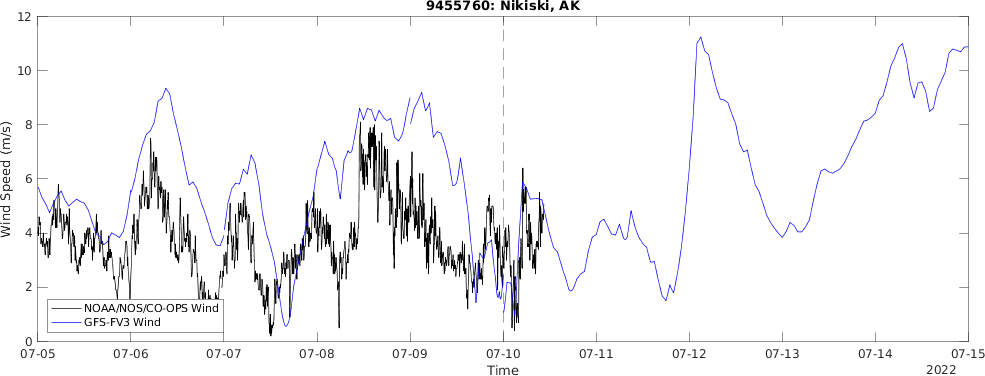 9455760: Nikiski, AK
12
10
8
6
4
2
0
Wind Speed (m/s)
NOAA/NOS/CO-OPS Wind
GFS-FV3 Wind
07-05 07-06 07-07 07-08 07-09 07-10 07-11 07-12 07-13 07-14 07-15
Time
2022